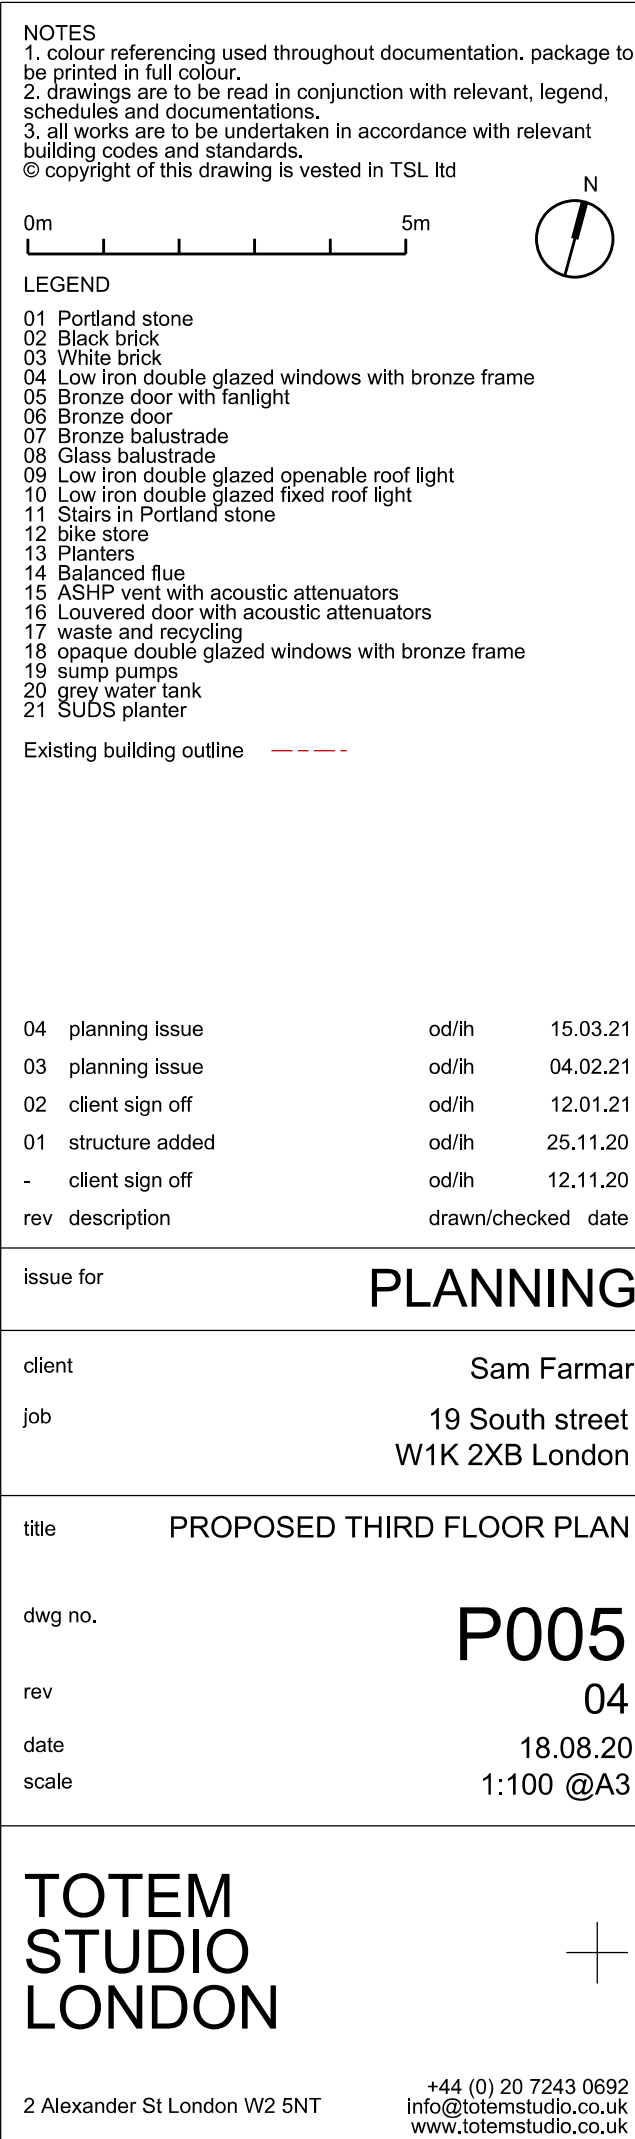 NOTES
1. colour referencing used throughout documentation. package to
be printed in full colour.
2. drawings are to be read in conjunction with relevant, legend,
schedules and documentations.
3. all works are to be undertaken in accordance with relevant
building codes and standards.
© copyright of this drawing is vested in TSL ltd
N
0m 5m
LEGEND
01 Portland stone
02 Black brick
03 White brick
04 Low iron double glazed windows with bronze frame
05 Bronze door with fanlight
06 Bronze door
07 Bronze balustrade
08 Glass balustrade
09 Low iron double glazed openable roof light
10 Low iron double glazed fixed roof light
11 Stairs in Portland stone
12 bike store
13 Planters
14 Balanced flue
15 ASHP vent with acoustic attenuators
16 Louvered door with acoustic attenuators
17 waste and recycling
18 opaque double glazed windows with bronze frame
19 sump pumps
20 grey water tank
21 SUDS planter
Existing building outline
04 planning issue od/ih 15.03.21
03 planning issue od/ih 04.02.21
02 client sign off od/ih 12.01.21
01 structure added od/ih 25.11.20
- client sign off od/ih 12.11.20
rev description drawn/checked date
issue for PLANNING
client Sam Farmar
job 19 South street
W1K 2XB London
title PROPOSED THIRD FLOOR PLAN
dwg no. P005
rev 04
date 18.08.20
scale 1:100 @A3
TOTEM
STUDIO
LONDON
+44 (0) 20 7243 0692
2 Alexander St London W2 5NT info@totemstudio.co.uk
www.totemstudio.co.uk